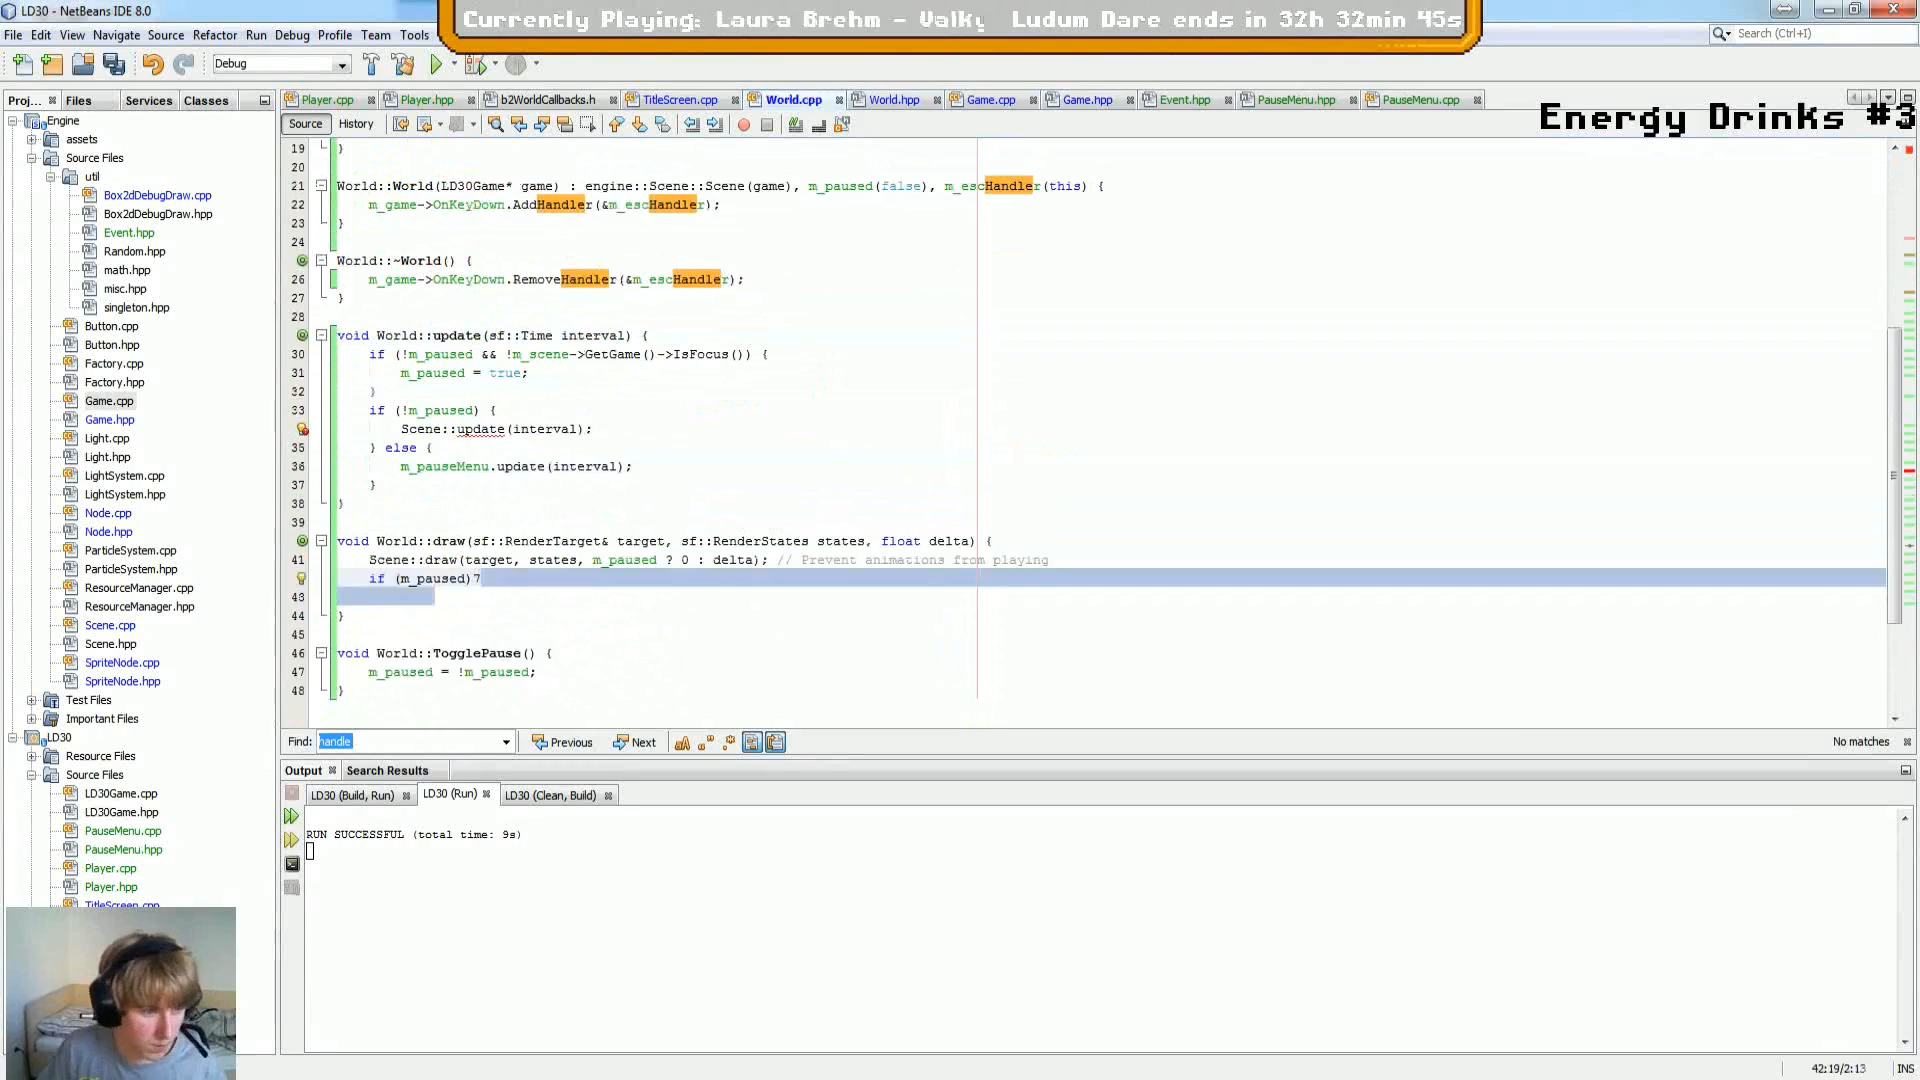 LD30 - NetBeans IDE 8.0
Currently Playing: Laura Brehm - Valky Ludum Dare ends in 32h 32min 45s
File Edit View Navigate Source Refactor Run Debug Profile Team Tools
Search (Ctrl+I)
Debug
Proj... Files Services Classes
Player.cpp Player.hpp b2WorldCallbacks.h TitleScreen.cpp World.cpp World.hpp Game.cpp Game.hpp Event.hpp PauseMenu.hpp PauseMenu.cpp
Energy Drinks #3
Source History
Engine
assets
Source Files
util
Box2dDebugDraw.cpp
Box2dDebugDraw.hpp
Event.hpp
Random.hpp
math.hpp
misc.hpp
singleton.hpp
Button.cpp
Button.hpp
Factory.cpp
Factory.hpp
Game.cpp
Game.hpp
Light.cpp
Light.hpp
LightSystem.cpp
LightSystem.hpp
Node.cpp
Node.hpp
ParticleSystem.cpp
ParticleSystem.hpp
ResourceManager.cpp
ResourceManager.hpp
Scene.cpp
Scene.hpp
SpriteNode.cpp
SpriteNode.hpp
Test Files
Important Files
LD30
Resource Files
Source Files
LD30Game.cpp
LD30Game.hpp
PauseMenu.cpp
PauseMenu.hpp
Player.cpp
Player.hpp
TitleScreen.cpp
19 }
20
21 World::World(LD30Game* game) : engine::Scene::Scene(game), m_paused(false), m_escHandler(this) {
22 m_game->OnKeyDown.AddHandler(&m_escHandler);
23 }
24
World::~World() {
26 m_game->OnKeyDown.RemoveHandler(&m_escHandler);
27 }
28
void World::update(sf::Time interval) {
30 if (!m_paused && !m_scene->GetGame()->IsFocus()) {
31 m_paused = true;
32 }
33 if (!m_paused) {
Scene::update(interval);
35 } else {
36 m_pauseMenu.update(interval);
37 }
38 }
39
void World::draw(sf::RenderTarget& target, sf::RenderStates states, float delta) {
41 Scene::draw(target, states, m_paused ? 0 : delta); // Prevent animations from playing
if (m_paused)7
43
44 }
45
46 void World::TogglePause() {
47 m_paused = !m_paused;
48 }
Find: handle Previous Next No matches
Output Search Results
LD30 (Build, Run) LD30 (Run) LD30 (Clean, Build)
RUN SUCCESSFUL (total time: 9s)
42:19/2:13 INS